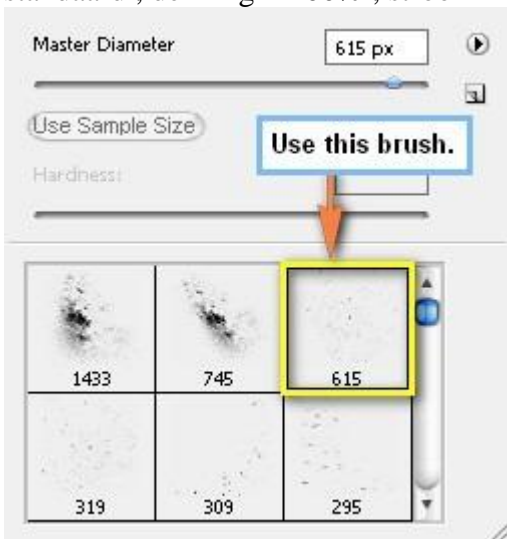 Master Diameter 615 px
Use Sample Size
Use this brush.
Hardness:
1433 745 615
319 309 295